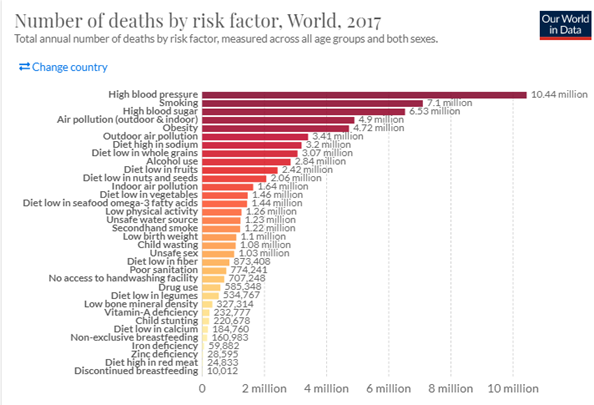 Number of deaths by risk factor, World, 2017
Total annual number of deaths by risk factor, measured across all age groups and both sexes.
Our World
in Data
Change country
High blood pressure 10.44 million
Smoking 7.1 million
High blood sugar 6.53 million
Air pollution (outdoor & indoor) 4.9 million
Obesity 4.72 million
Outdoor air pollution 3.41 million
Diet high in sodium 3.2 million
Diet low in whole grains 3.07 million
Alcohol use 2.84 million
Diet low in fruits 2.42 million
Diet low in nuts and seeds 2.06 million
Indoor air pollution 1.64 million
Diet low in vegetables 1.46 million
Diet low in seafood omega-3 fatty acids 1.44 million
Low physical activity 1.26 million
Unsafe water source 1.23 million
Secondhand smoke 1.22 million
Low birth weight 1.1 million
Child wasting 1.08 million
Unsafe sex 1.03 million
Diet low in fiber 873,408
Poor sanitation 774,241
No access to handwashing facility 707,248
Drug use 585,348
Diet low in legumes 534,767
Low bone mineral density 327,314
Vitamin-A deficiency 232,777
Child stunting 220,678
Diet low in calcium 184,760
Non-exclusive breastfeeding 160,983
Iron deficiency 59,882
Zinc deficiency 28,595
Diet high in red meat 24,833
Discontinued breastfeeding 10,012
0 2 million 4 million 6 million 8 million 10 million